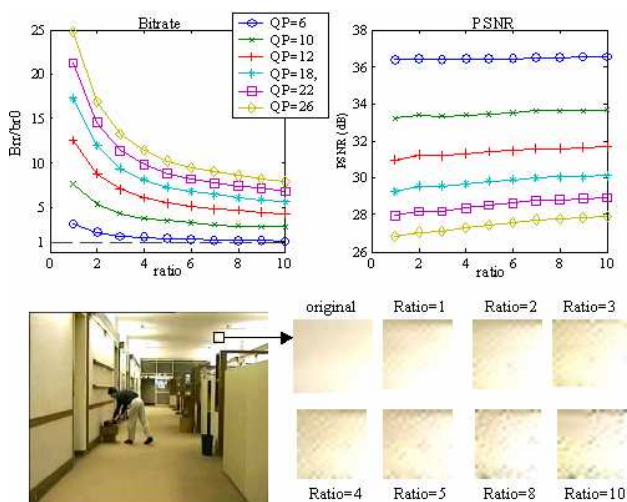 Bitrate
PSNR
25
20
15
10
5
1
Brr/br0
0 2 4 6 8 10
ratio
QP=6
QP=10
QP=12
QP=18,
QP=22
QP=26
38
36
34
32
30
28
26
PSNR (dB)
0 2 4 6 8 10
ratio
original Ratio=1 Ratio=2 Ratio=3
Ratio=4 Ratio=5 Ratio=8 Ratio=10